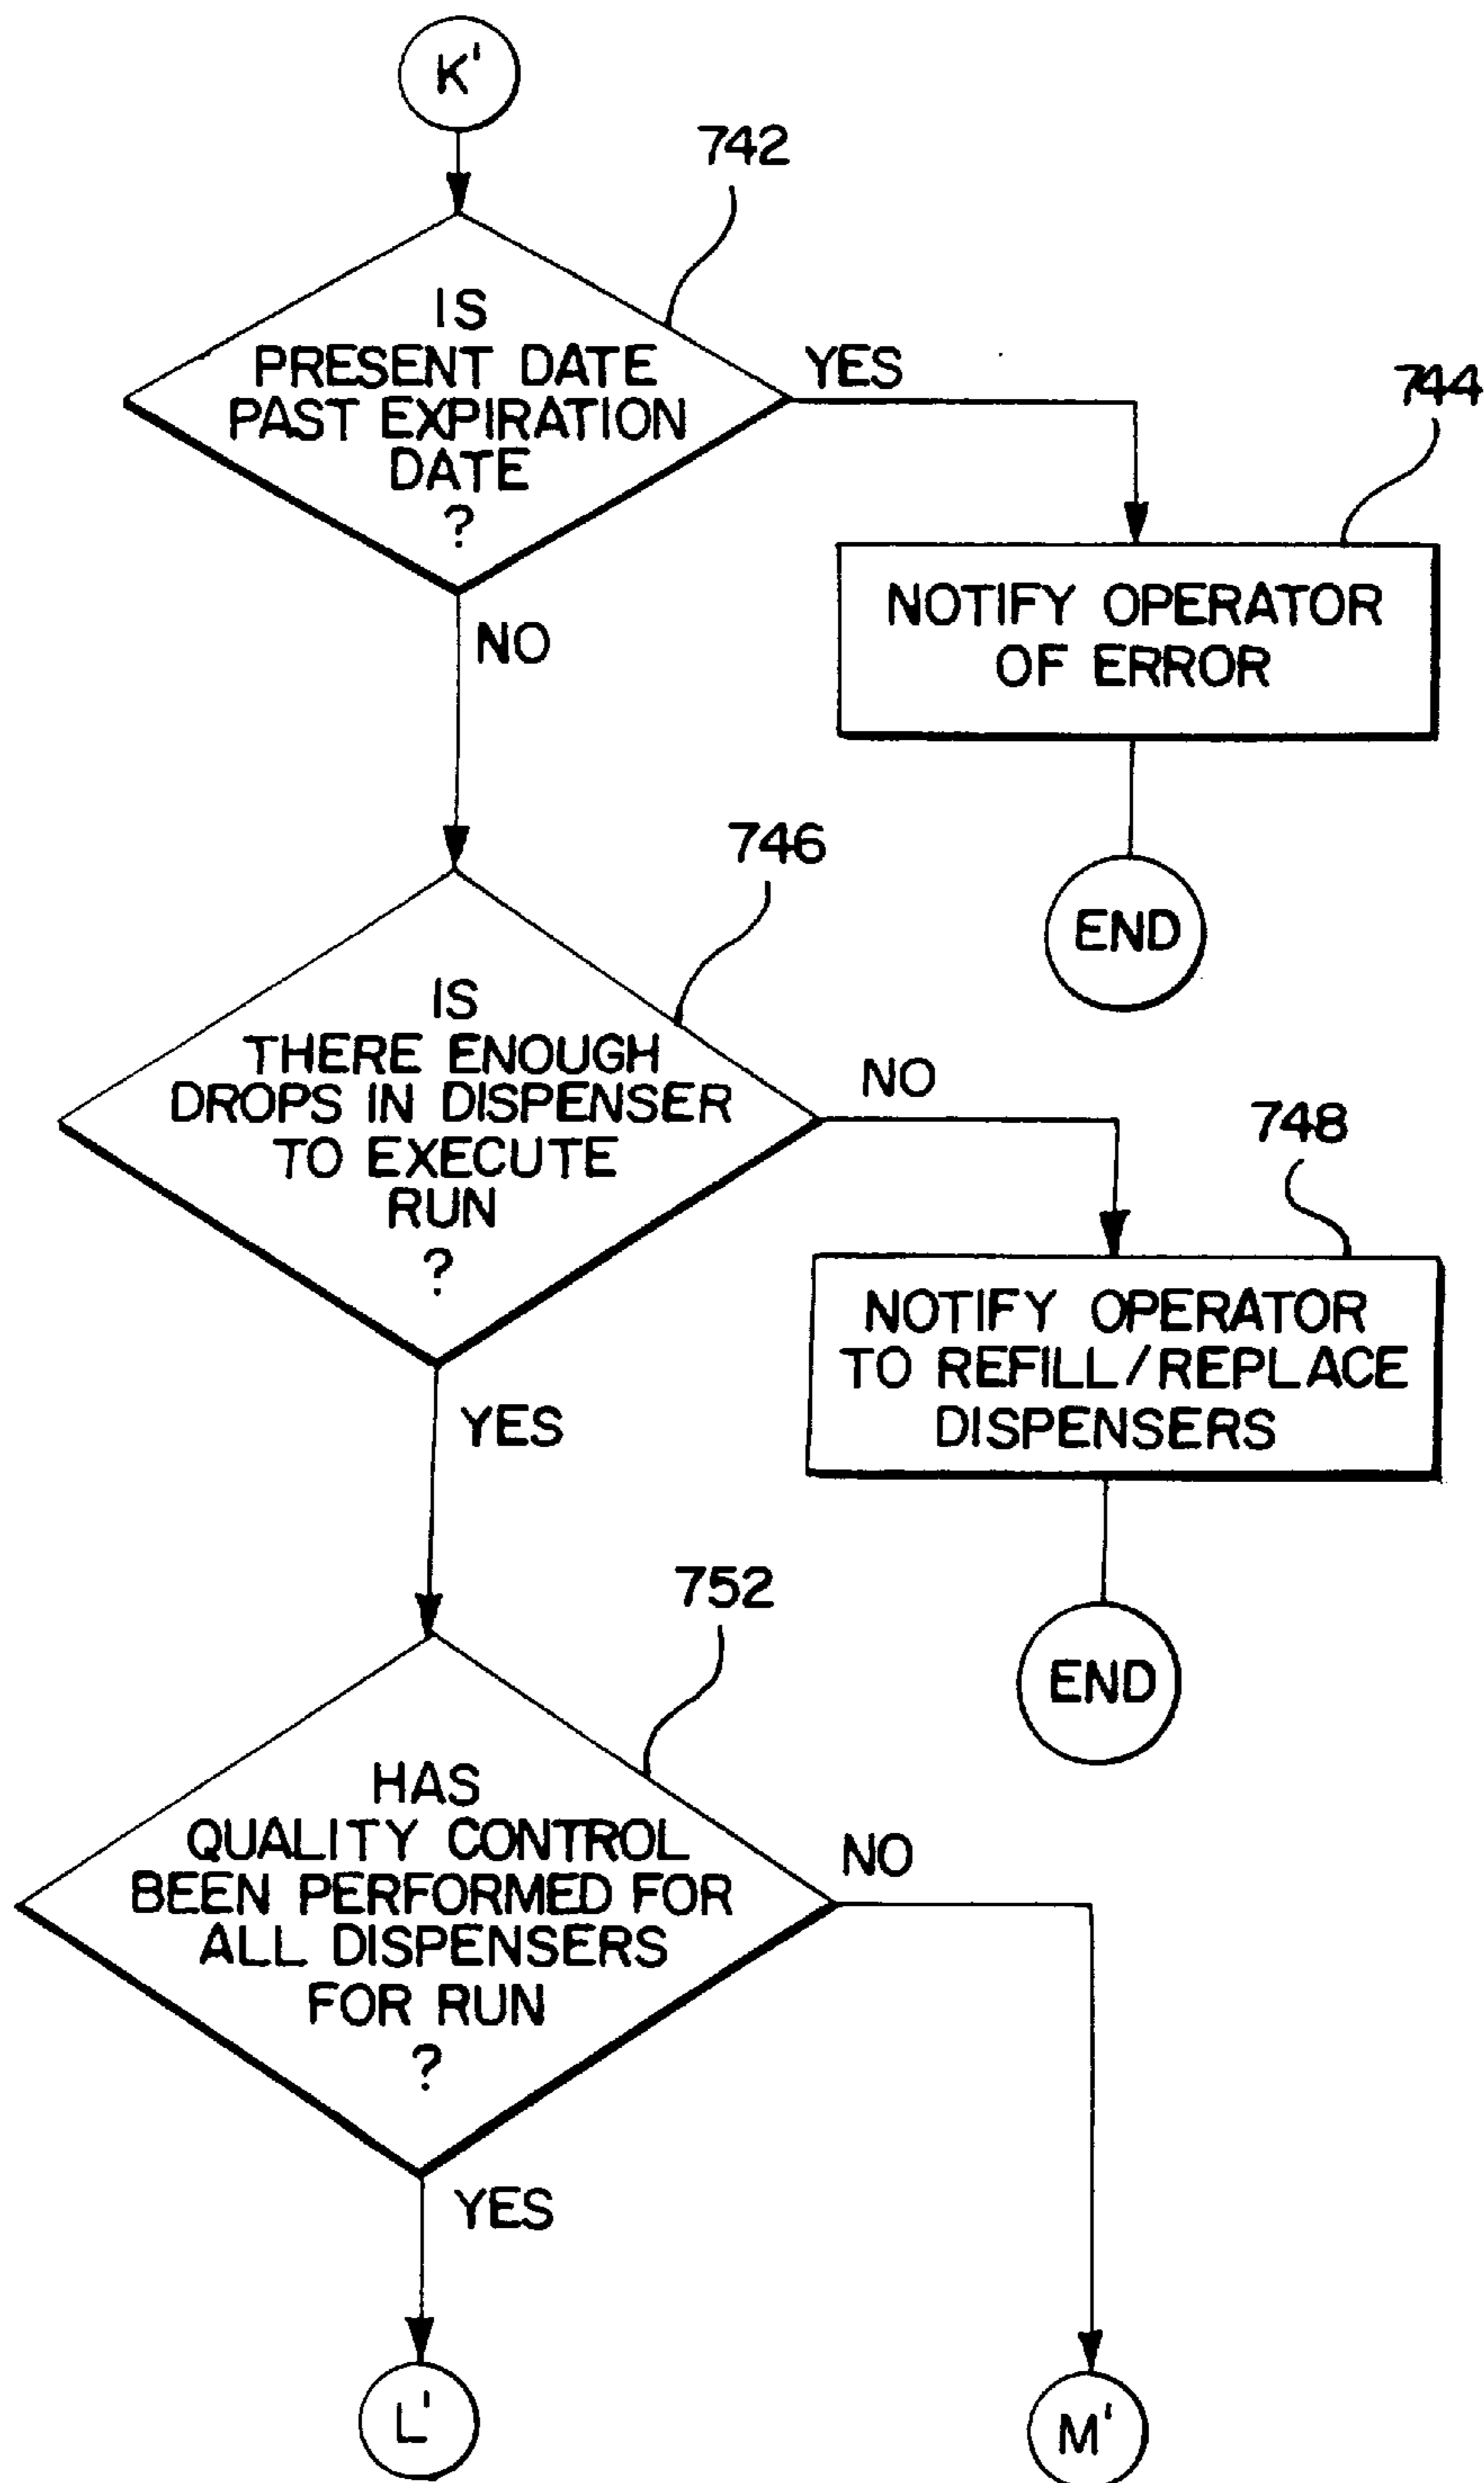 K'
742
IS
PRESENT DATE
PAST EXPIRATION
DATE
?
YES
744
NOTIFY OPERATOR
OF ERROR
END
NO
746
IS
THERE ENOUGH
DROPS IN DISPENSER
TO EXECUTE
RUN
?
NO
748
NOTIFY OPERATOR
TO REFILL/REPLACE
DISPENSERS
END
YES
752
HAS
QUALITY CONTROL
BEEN PERFORMED FOR
ALL DISPENSERS
FOR RUN
?
NO
YES
L'
M'